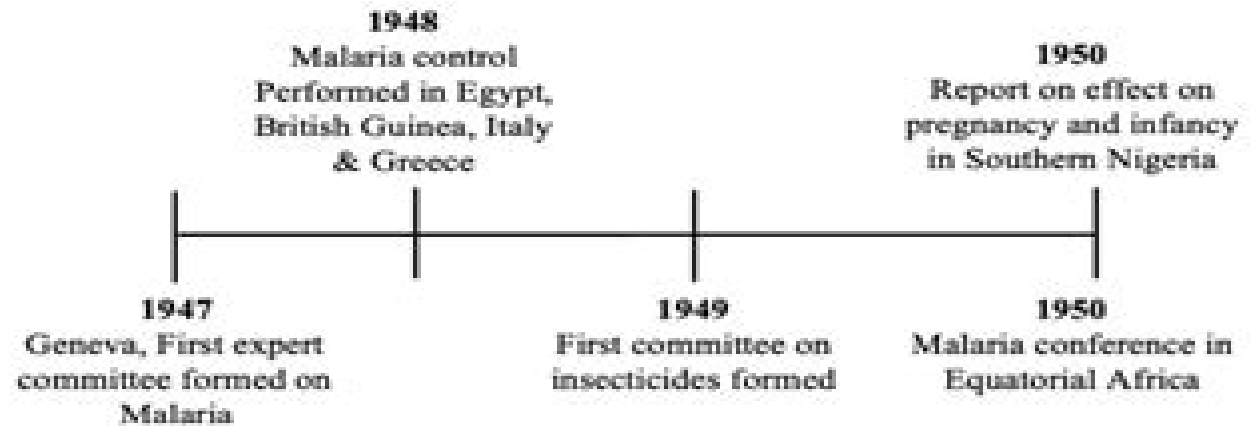 1948
Malaria control
Performed in Egypt,
British Guinea, Italy
& Greece
1950
Report on effect on
pregnancy and infancy
in Southern Nigeria
1947
Geneva, First expert
committee formed on
Malaria
1949
First committee on
insecticides formed
1950
Malaria conference in
Equatorial Africa